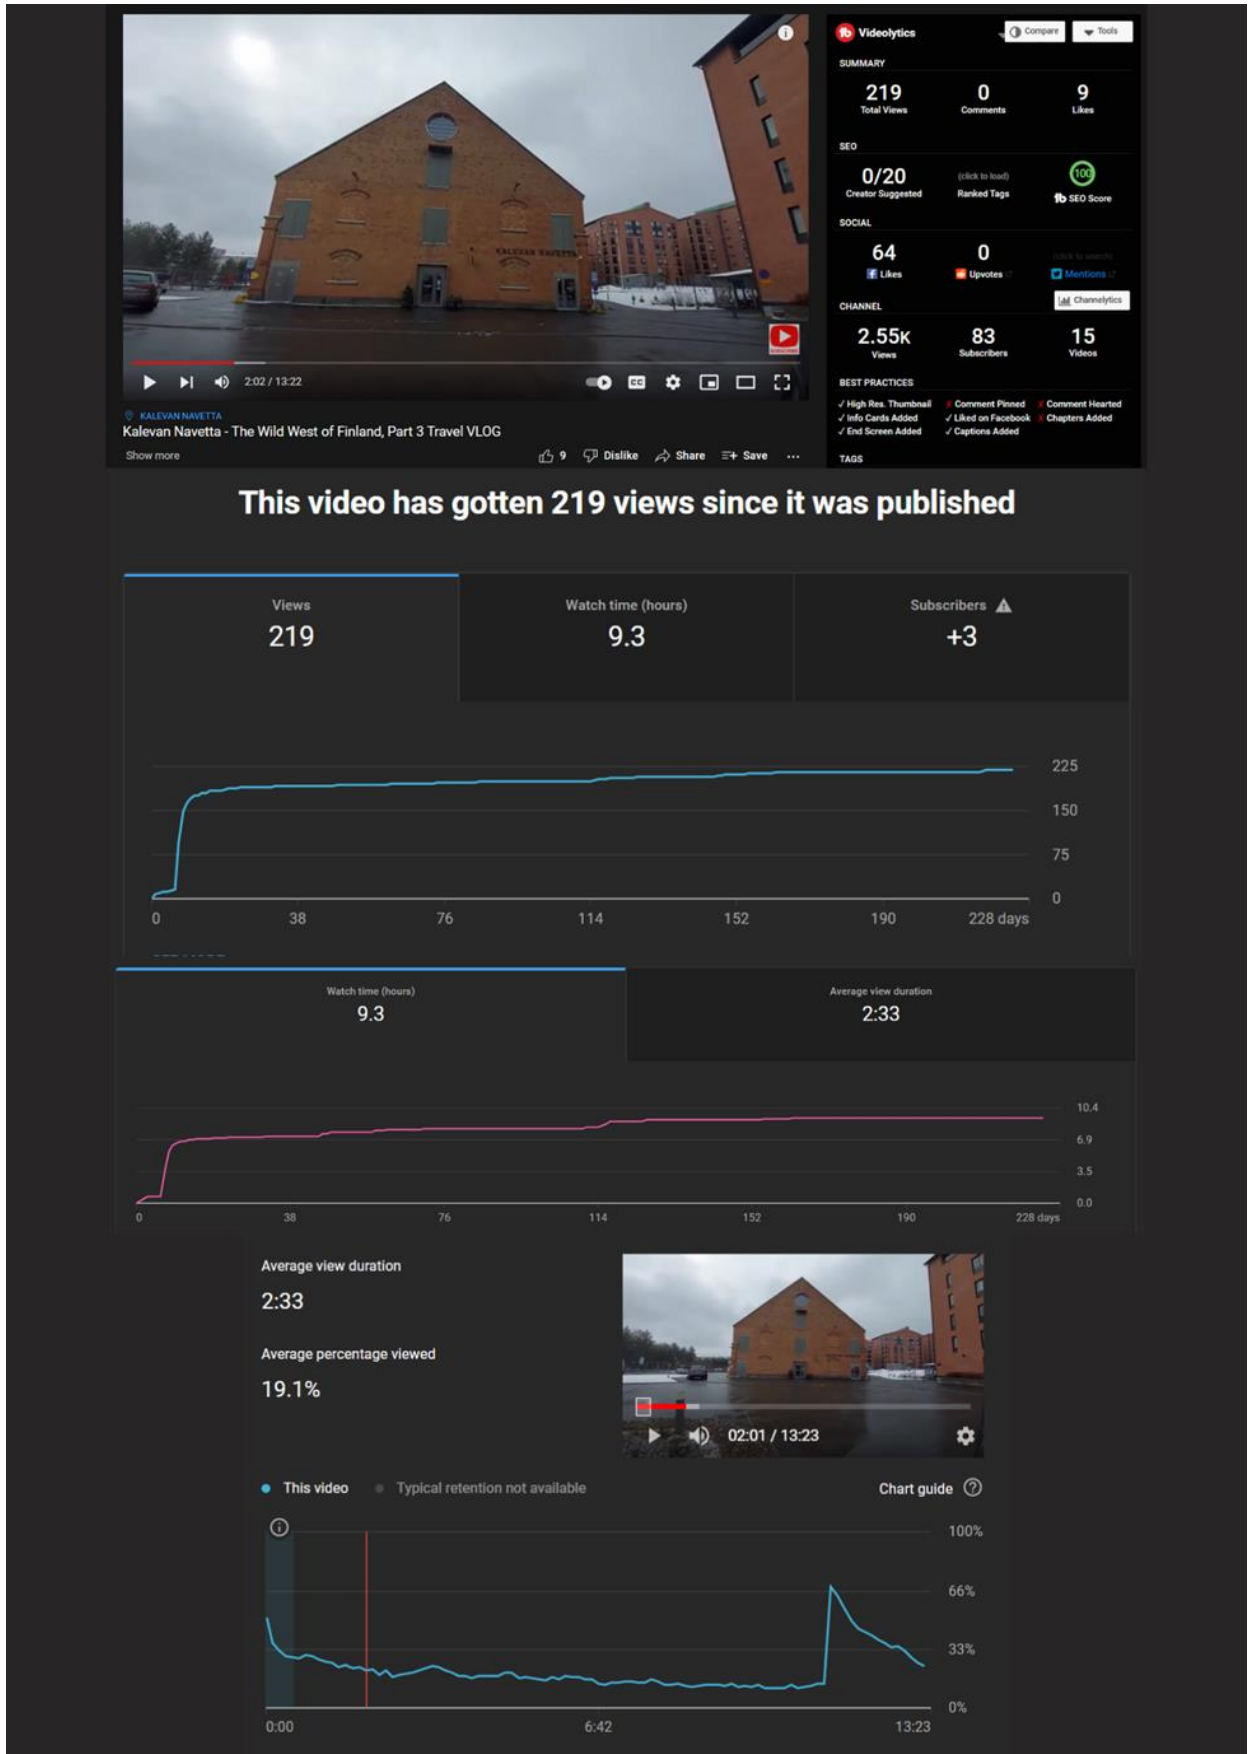 Videolytics
Compare
Tools
SUMMARY
219 0 9
Total Views Comments Likes
SEO
0/20 (click to load) 100
Creator Suggested Ranked Tags tb SEO Score
SOCIAL
64 0 (click to search)
Likes Upvotes Mentions
CHANNEL Channelytics
2.55K 83 15
Views Subscribers Videos
BEST PRACTICES
✓ High Res. Thumbnail ✗ Comment Pinned ✗ Comment Hearted
✓ Info Cards Added ✓ Liked on Facebook ✗ Chapters Added
✓ End Screen Added ✓ Captions Added
TAGS
KALEVAN NAVETTA
2:02 / 13:22
CC
KALEVAN NAVETTA
Kalevan Navetta - The Wild West of Finland, Part 3 Travel VLOG
Show more 9 Dislike Share Save ...
This video has gotten 219 views since it was published
Views Watch time (hours) Subscribers
219 9.3 +3
225
150
75
0
0 38 76 114 152 190 228 days
Watch time (hours) Average view duration
9.3 2:33
10.4
6.9
3.5
0.0
0 38 76 114 152 190 228 days
Average view duration
2:33
Average percentage viewed
19.1%
02:01 / 13:23
This video Typical retention not available Chart guide
100%
66%
33%
0%
0:00 6:42 13:23